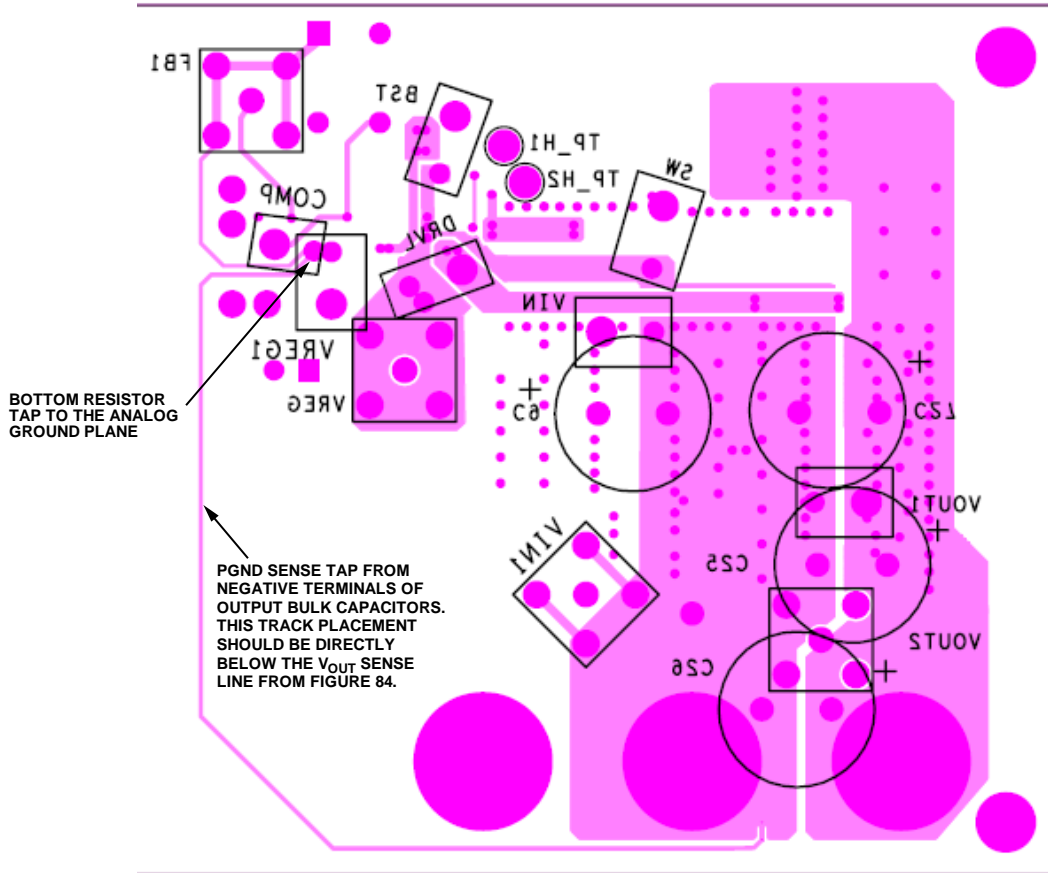 FB1
BST
TP_H1
TP_H2
SW
COMP
DRVL
VIN
VREG1
VREG
+
C6
+
C27
BOTTOM RESISTOR
TAP TO THE ANALOG
GROUND PLANE
VOUT1
+
VIN1
C25
PGND SENSE TAP FROM
NEGATIVE TERMINALS OF
OUTPUT BULK CAPACITORS.
THIS TRACK PLACEMENT
SHOULD BE DIRECTLY
BELOW THE VOUT SENSE
LINE FROM FIGURE 84.
VOUT2
C26
+